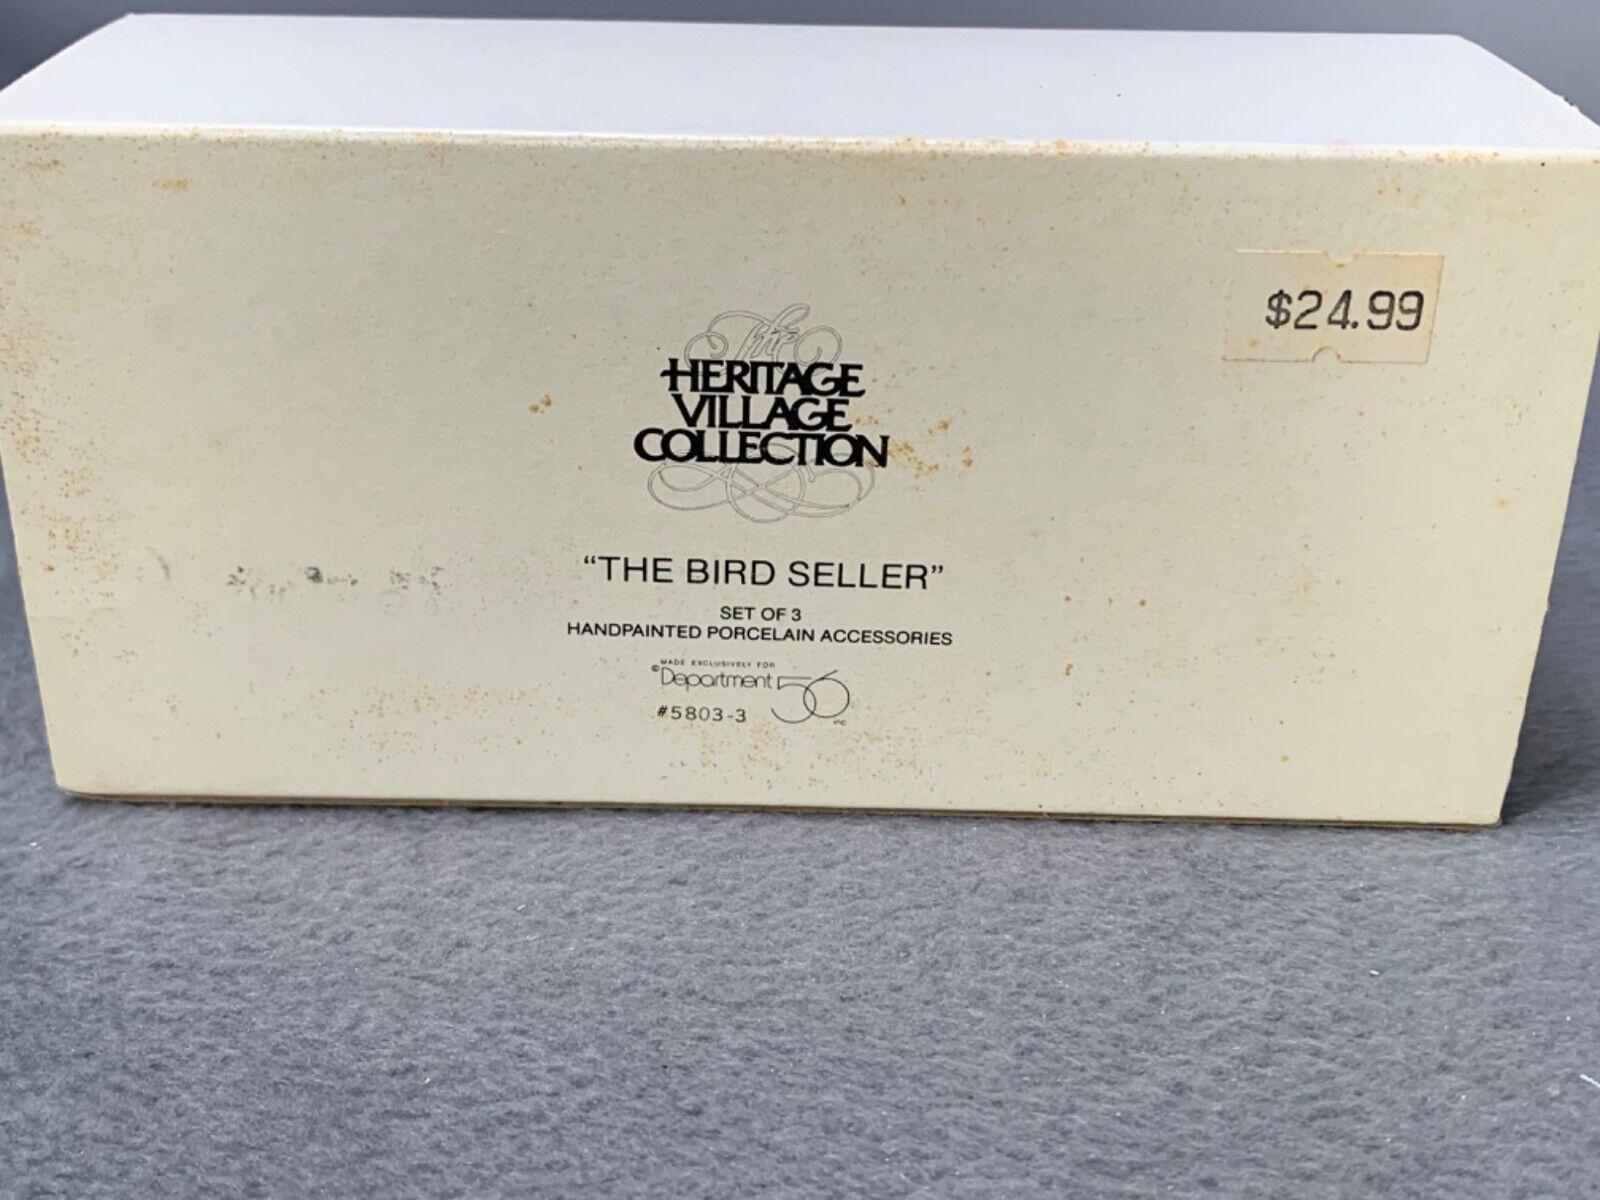 $24.99
The
HERITAGE
VILLAGE
COLLECTION
“THE BIRD SELLER”
SET OF 3
HANDPAINTED PORCELAIN ACCESSORIES
MADE EXCLUSIVELY FOR
©Department 56 inc
#5803-3